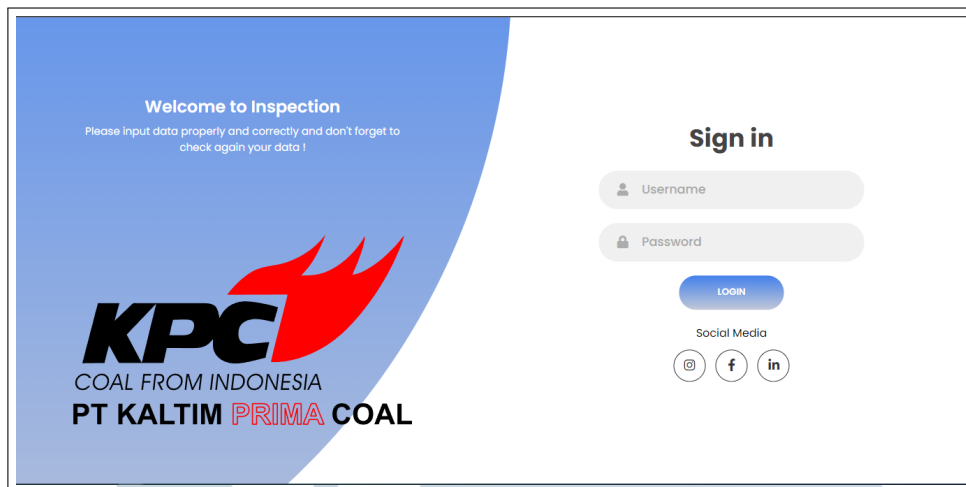 Welcome to Inspection
Please input data properly and correctly and don't forget to
check again your data !
KPC
COAL FROM INDONESIA
PT KALTIM PRIMA COAL
Sign in
Username
Password
LOGIN
Social Media
f
in